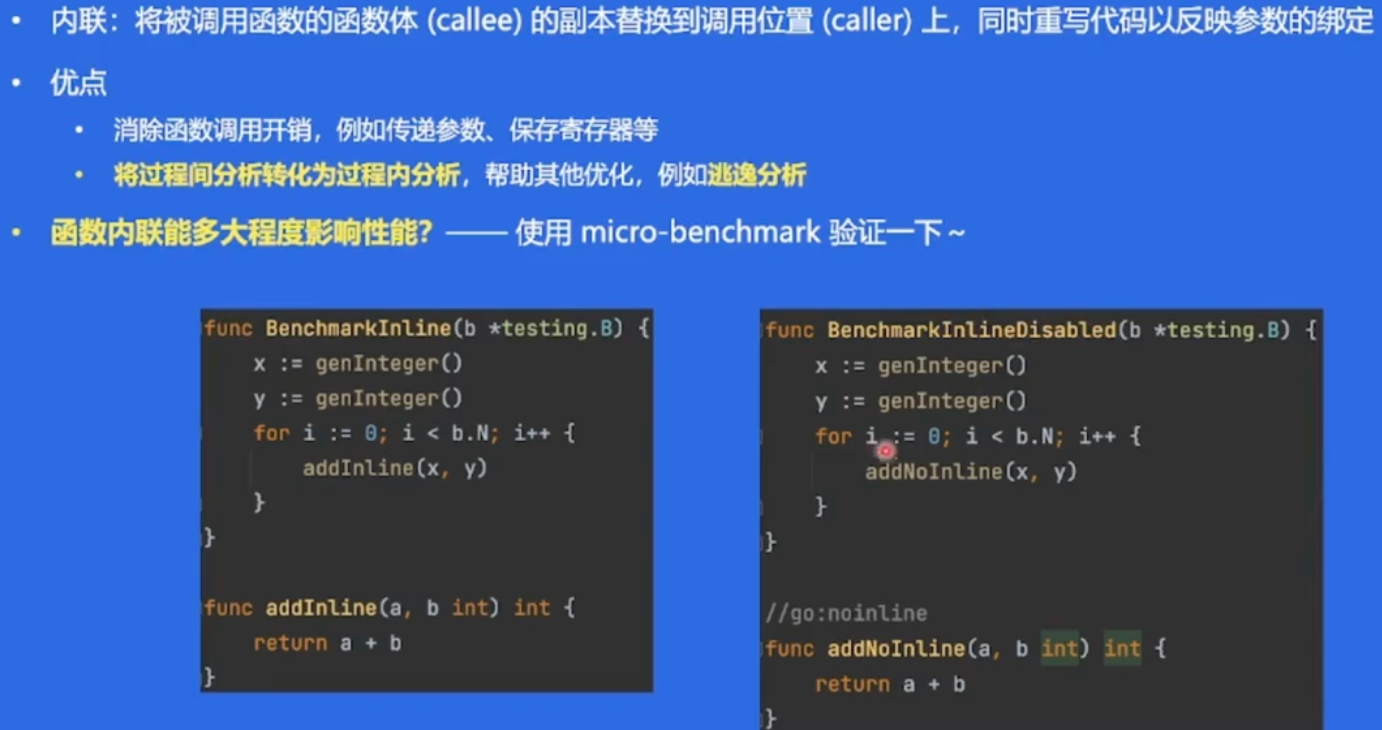 • 内联：将被调用函数的函数体 (callee) 的副本替换到调用位置 (caller) 上，同时重写代码以反映参数的绑定
• 优点
• 消除函数调用开销，例如传递参数、保存寄存器等
• 将过程间分析转化为过程内分析，帮助其他优化，例如逃逸分析
• 函数内联能多大程度影响性能？—— 使用 micro-benchmark 验证一下～
func BenchmarkInline(b *testing.B) {
x := genInteger()
y := genInteger()
for i := 0; i < b.N; i++ {
addInline(x, y)
}
}
func addInline(a, b int) int {
return a + b
}
func BenchmarkInlineDisabled(b *testing.B) {
x := genInteger()
y := genInteger()
for i := 0; i < b.N; i++ {
addNoInline(x, y)
}
}
//go:noinline
func addNoInline(a, b int) int {
return a + b
}